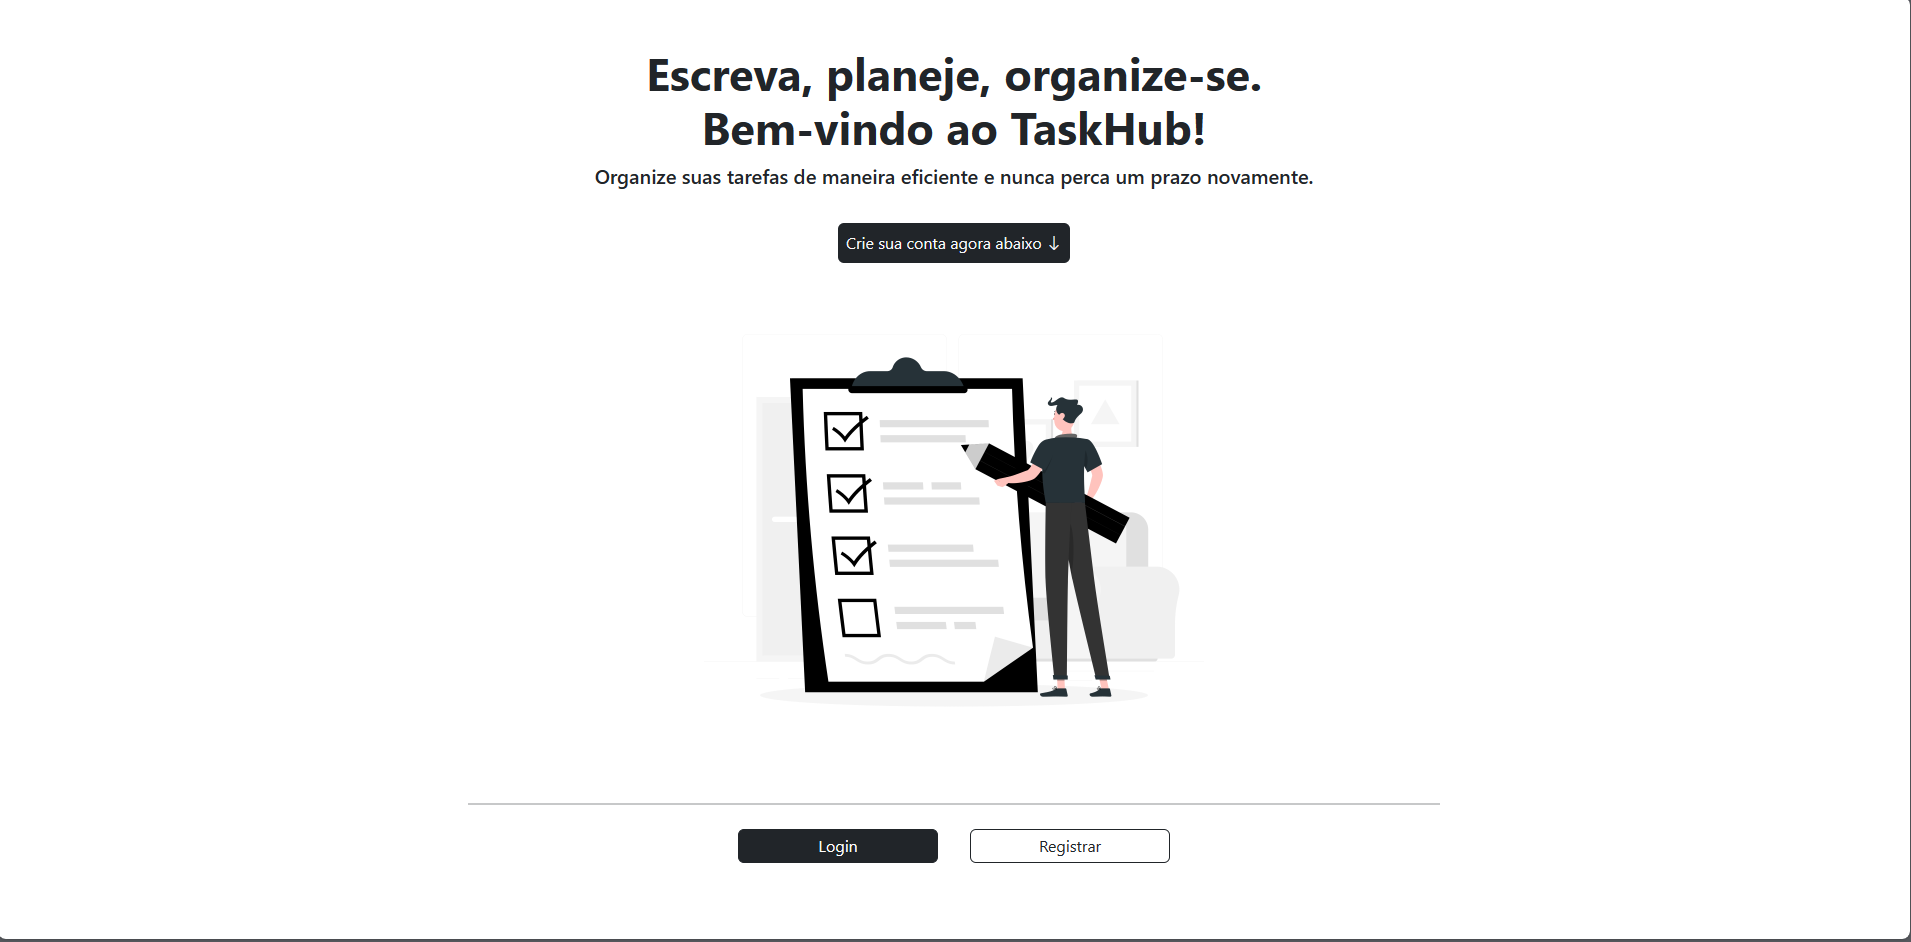 Escreva, planeje, organize-se.
Bem-vindo ao TaskHub!
Organize suas tarefas de maneira eficiente e nunca perca um prazo novamente.
Crie sua conta agora abaixo ↓
Login
Registrar